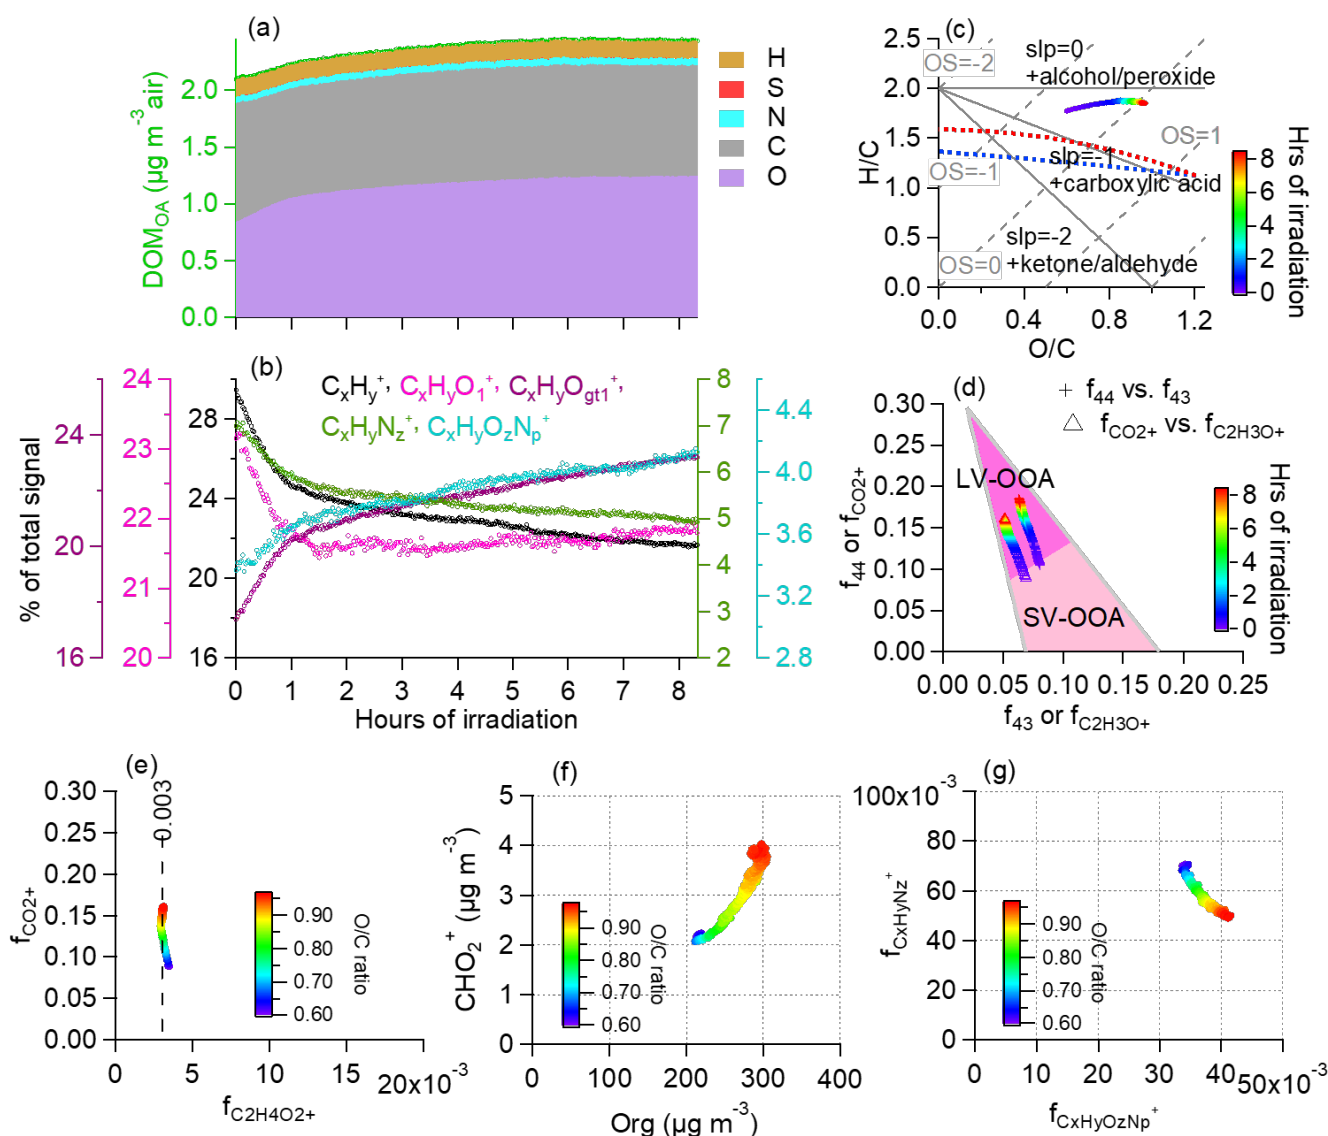 (a)
DOM_OA (µg m⁻³ air)
2.0
1.5
1.0
0.5
0.0
H
S
N
C
O
(c)
H/C
2.5
2.0
1.5
1.0
0.5
0.0
OS=-2
slp=0
+alcohol/peroxide
OS=1
OS=-1
slp=-1
+carboxylic acid
slp=-2
OS=0
+ketone/aldehyde
0.0 0.4 0.8 1.2
O/C
8
6
4
2
0
Hrs of irradiation
(b)
% of total signal
24
20
16
24
23
22
21
20
28
24
20
16
CxHy⁺, CxHyO₁⁺, CxHyOgt1⁺,
CxHyNz⁺, CxHyOzNp⁺
8
7
6
5
4
3
2
4.4
4.0
3.6
3.2
2.8
0 1 2 3 4 5 6 7 8
Hours of irradiation
(d)
+ f₄₄ vs. f₄₃
△ fCO2+ vs. fC2H3O+
f₄₄ or fCO2+
0.30
0.25
0.20
0.15
0.10
0.05
0.00
LV-OOA
SV-OOA
0.00 0.05 0.10 0.15 0.20 0.25
f₄₃ or fC2H3O+
8
6
4
2
0
Hrs of irradiation
(e)
fCO2+
0.30
0.25
0.20
0.15
0.10
0.05
0.00
0.003
0.90
0.80
0.70
0.60
O/C ratio
0 5 10 15 20x10⁻³
fC2H4O2+
(f)
CHO₂⁺ (µg m⁻³)
5
4
3
2
1
0
0.90
0.80
0.70
0.60
O/C ratio
0 100 200 300 400
Org (µg m⁻³)
(g)
fCxHyNz⁺
100x10⁻³
80
60
40
20
0
0.90
0.80
0.70
0.60
O/C ratio
0 10 20 30 40 50x10⁻³
fCxHyOzNp⁺